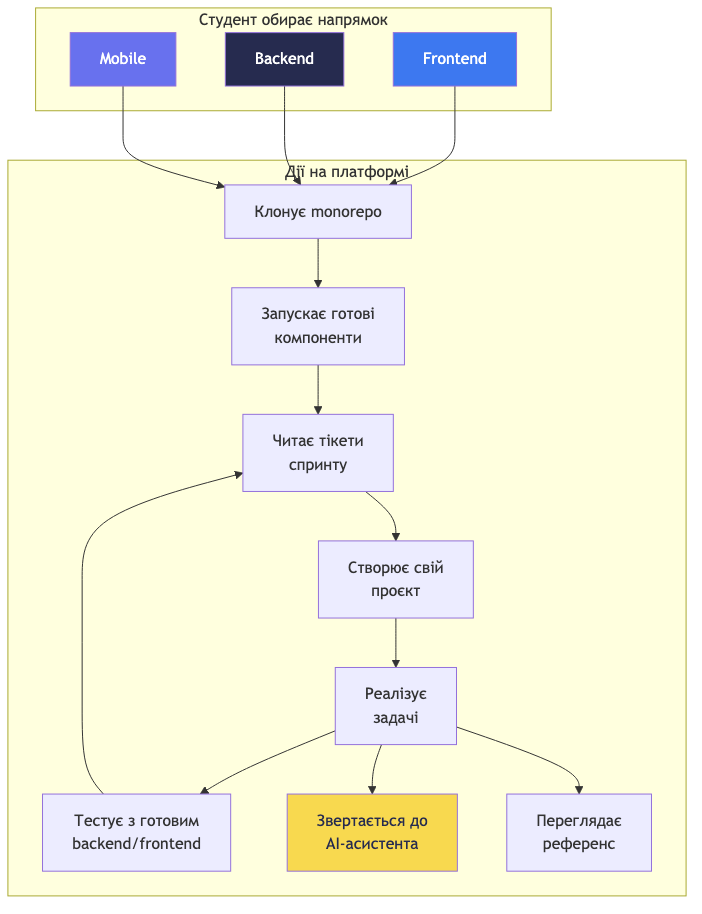 Студент обирає напрямок
Mobile
Backend
Frontend
Дії на платформі
Клонує monorepo
Запускає готові
компоненти
Читає тікети
спринту
Створює свій
проєкт
Реалізує
задачі
Тестує з готовим
backend/frontend
Звертається до
AI-асистента
Переглядає
референс